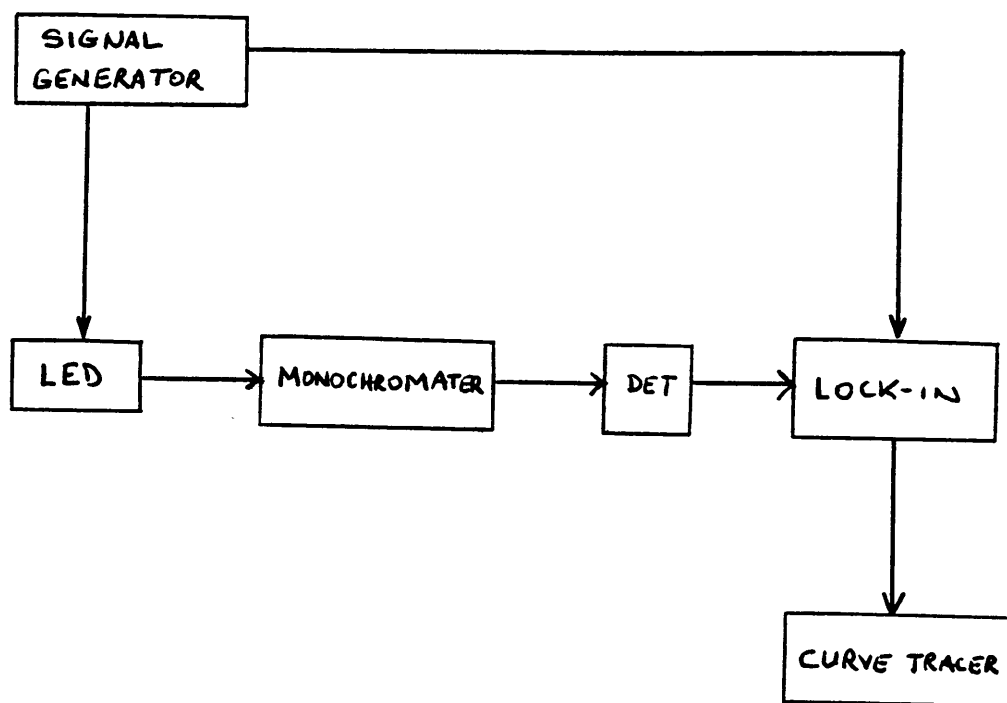 SIGNAL
GENERATOR
LED
MONOCHROMATER
DET
LOCK-IN
CURVE TRACER